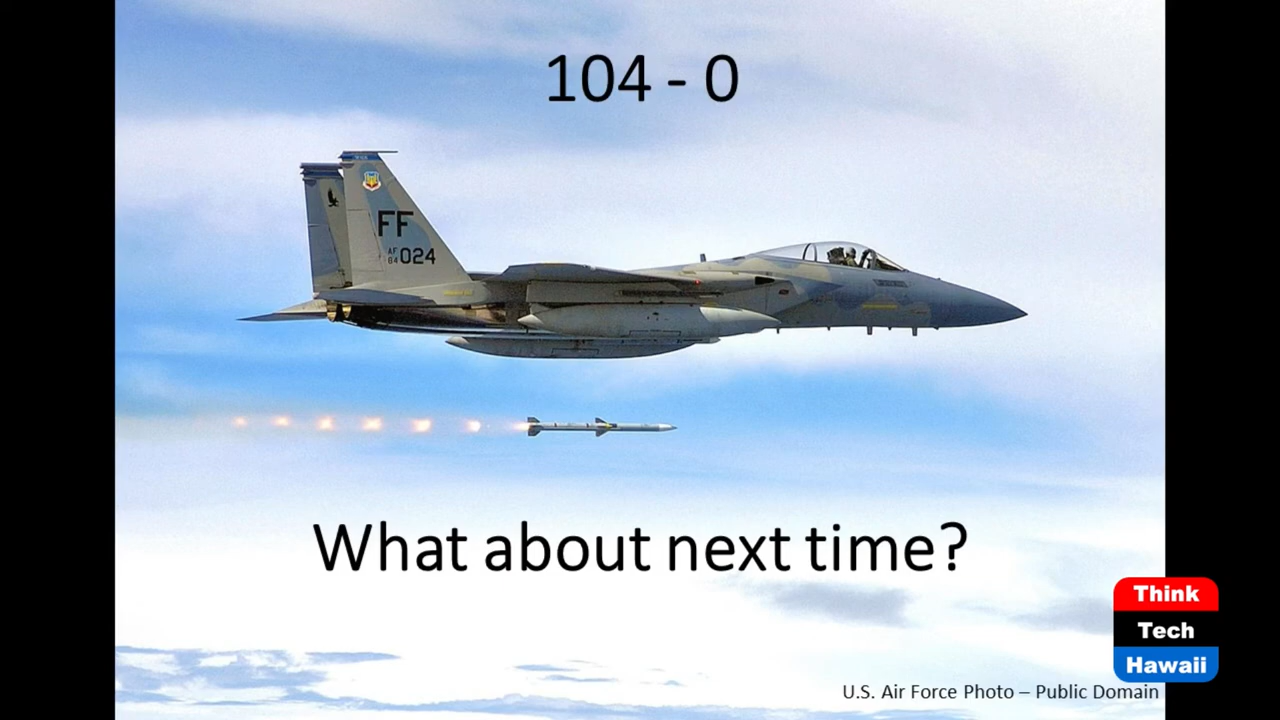 104 - 0
FF
AF
84 024
What about next time?
Think
Tech
Hawaii
U.S. Air Force Photo – Public Domain